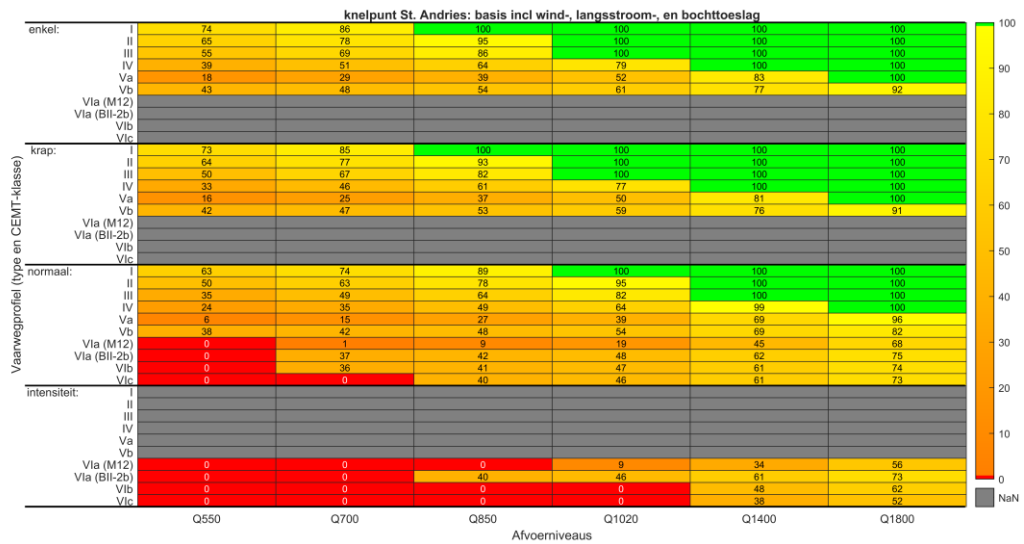 knelpunt St. Andries: basis incl wind-, langsstroom-, en bochttoeslag
Vaarwegprofiel (type en CEMT-klasse)
enkel: I 74 86 100 100 100 100
II 65 78 95 100 100 100
III 55 69 86 100 100 100
IV 39 51 64 79 100 100
Va 18 29 39 52 83 100
Vb 43 48 54 61 77 92
VIa (M12)
VIa (BII-2b)
VIb
VIc
krap: I 73 85 100 100 100 100
II 64 77 93 100 100 100
III 50 67 82 100 100 100
IV 33 46 61 77 100 100
Va 16 25 37 50 81 100
Vb 42 47 53 59 76 91
VIa (M12)
VIa (BII-2b)
VIb
VIc
normaal: I 63 74 89 100 100 100
II 50 63 78 95 100 100
III 35 49 64 82 100 100
IV 24 35 49 64 99 100
Va 6 15 27 39 69 96
Vb 38 42 48 54 69 82
VIa (M12) 0 1 9 19 45 68
VIa (BII-2b) 0 37 42 48 62 75
VIb 0 36 41 47 61 74
VIc 0 0 40 46 61 73
intensiteit: I
II
III
IV
Va
Vb
VIa (M12) 0 0 0 9 34 56
VIa (BII-2b) 0 0 40 46 61 73
VIb 0 0 0 0 48 62
VIc 0 0 0 0 38 52
Q550 Q700 Q850 Q1020 Q1400 Q1800
Afvoerniveaus
100
90
80
70
60
50
40
30
20
10
0
NaN